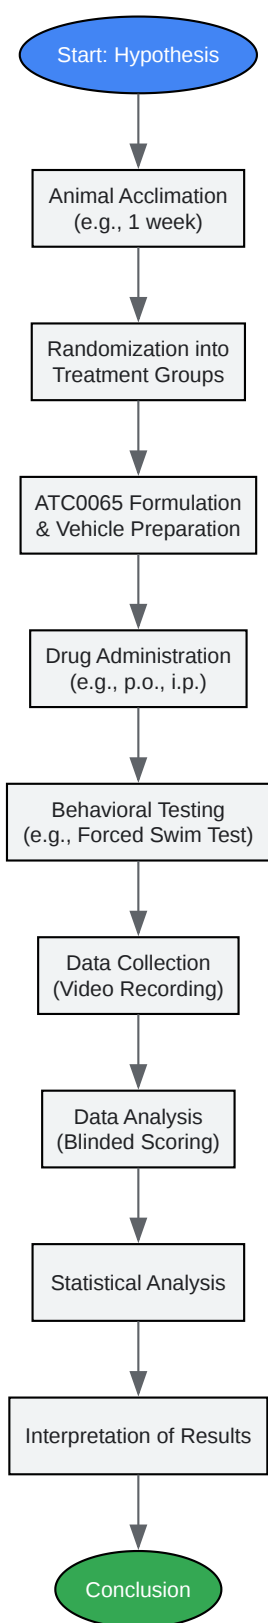 Start: Hypothesis
Animal Acclimation
(e.g., 1 week)
Randomization into
Treatment Groups
ATC0065 Formulation
& Vehicle Preparation
Drug Administration
(e.g., p.o., i.p.)
Behavioral Testing
(e.g., Forced Swim Test)
Data Collection
(Video Recording)
Data Analysis
(Blinded Scoring)
Statistical Analysis
Interpretation of Results
Conclusion